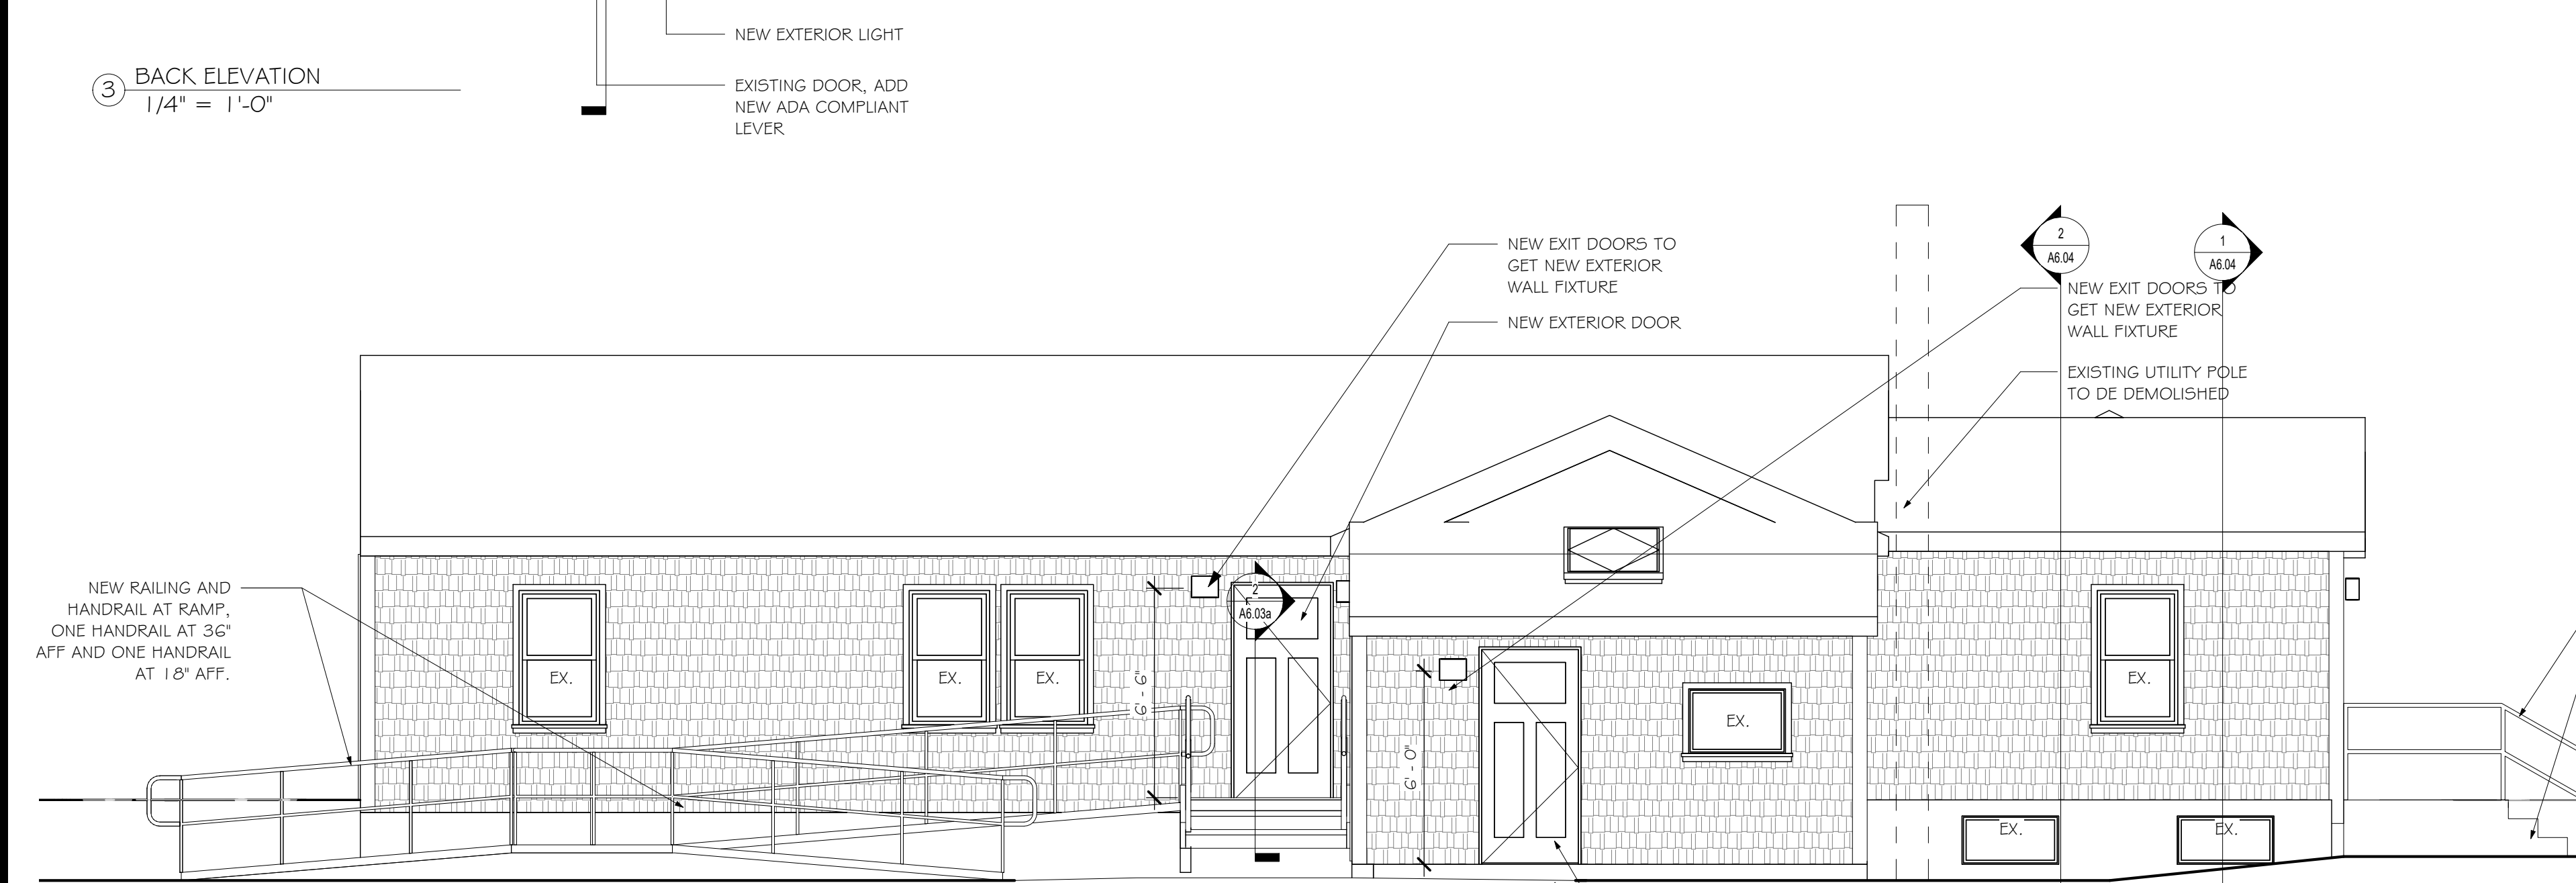 NEW EXTERIOR LIGHT
3
BACK ELEVATION
1/4" = 1'-0"
EXISTING DOOR, ADD
NEW ADA COMPLIANT
LEVER
NEW EXIT DOORS TO
GET NEW EXTERIOR
WALL FIXTURE
NEW EXTERIOR DOOR
2
A6.04
1
A6.04
NEW EXIT DOORS TO
GET NEW EXTERIOR
WALL FIXTURE
EXISTING UTILITY POLE
TO DE DEMOLISHED
NEW RAILING AND
HANDRAIL AT RAMP,
ONE HANDRAIL AT 36"
AFF AND ONE HANDRAIL
AT 18" AFF.
2
A6.03a
EX.
EX.
EX.
6' - 6"
6' - 0"
EX.
EX.
EX.
EX.